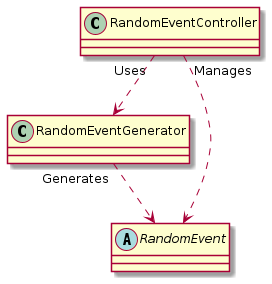 C RandomEventController
Uses Manages
C RandomEventGenerator
Generates
A RandomEvent